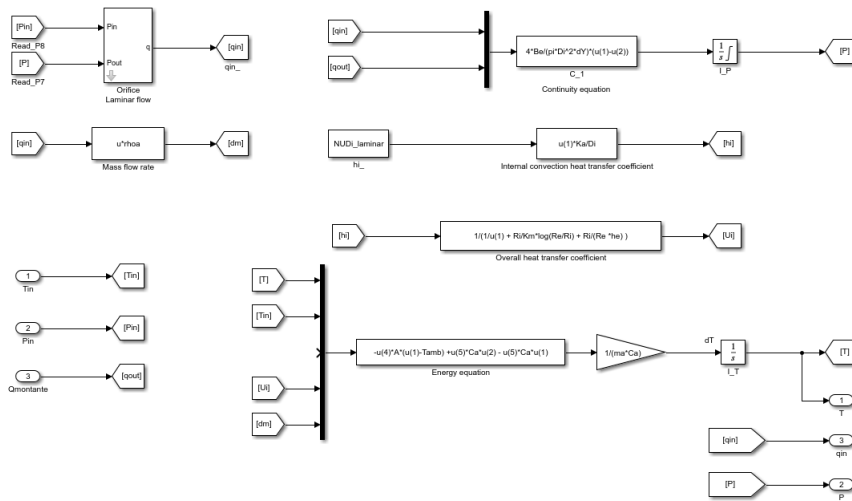 [Pin]
Read_P8
[P]
Read_P7
Pin
Pout
q
Orifice
Laminar flow
[qin]
qin_
[qin]
[qout]
4*Be/(pi*Di^2*dY)*(u(1)-u(2))
C_1
Continuity equation
1
s
I_P
[P]
[qin]
u*rhoa
Mass flow rate
[dm]
NUDi_laminar
hi_
u(1)*Ka/Di
Internal convection heat transfer coefficient
[hi]
[hi]
1/(1/u(1) + Ri/Km*log(Re/Ri) + Ri/(Re *he) )
Overall heat transfer coefficient
[Ui]
1
Tin
[Tin]
2
Pin
[Pin]
3
Qmontante
[qout]
[T]
[Tin]
[Ui]
[dm]
-u(4)*A*(u(1)-Tamb) +u(5)*Ca*u(2) - u(5)*Ca*u(1)
Energy equation
1/(ma*Ca)
dT
1
s
I_T
[T]
1
T
[qin]
3
qin
[P]
2
P